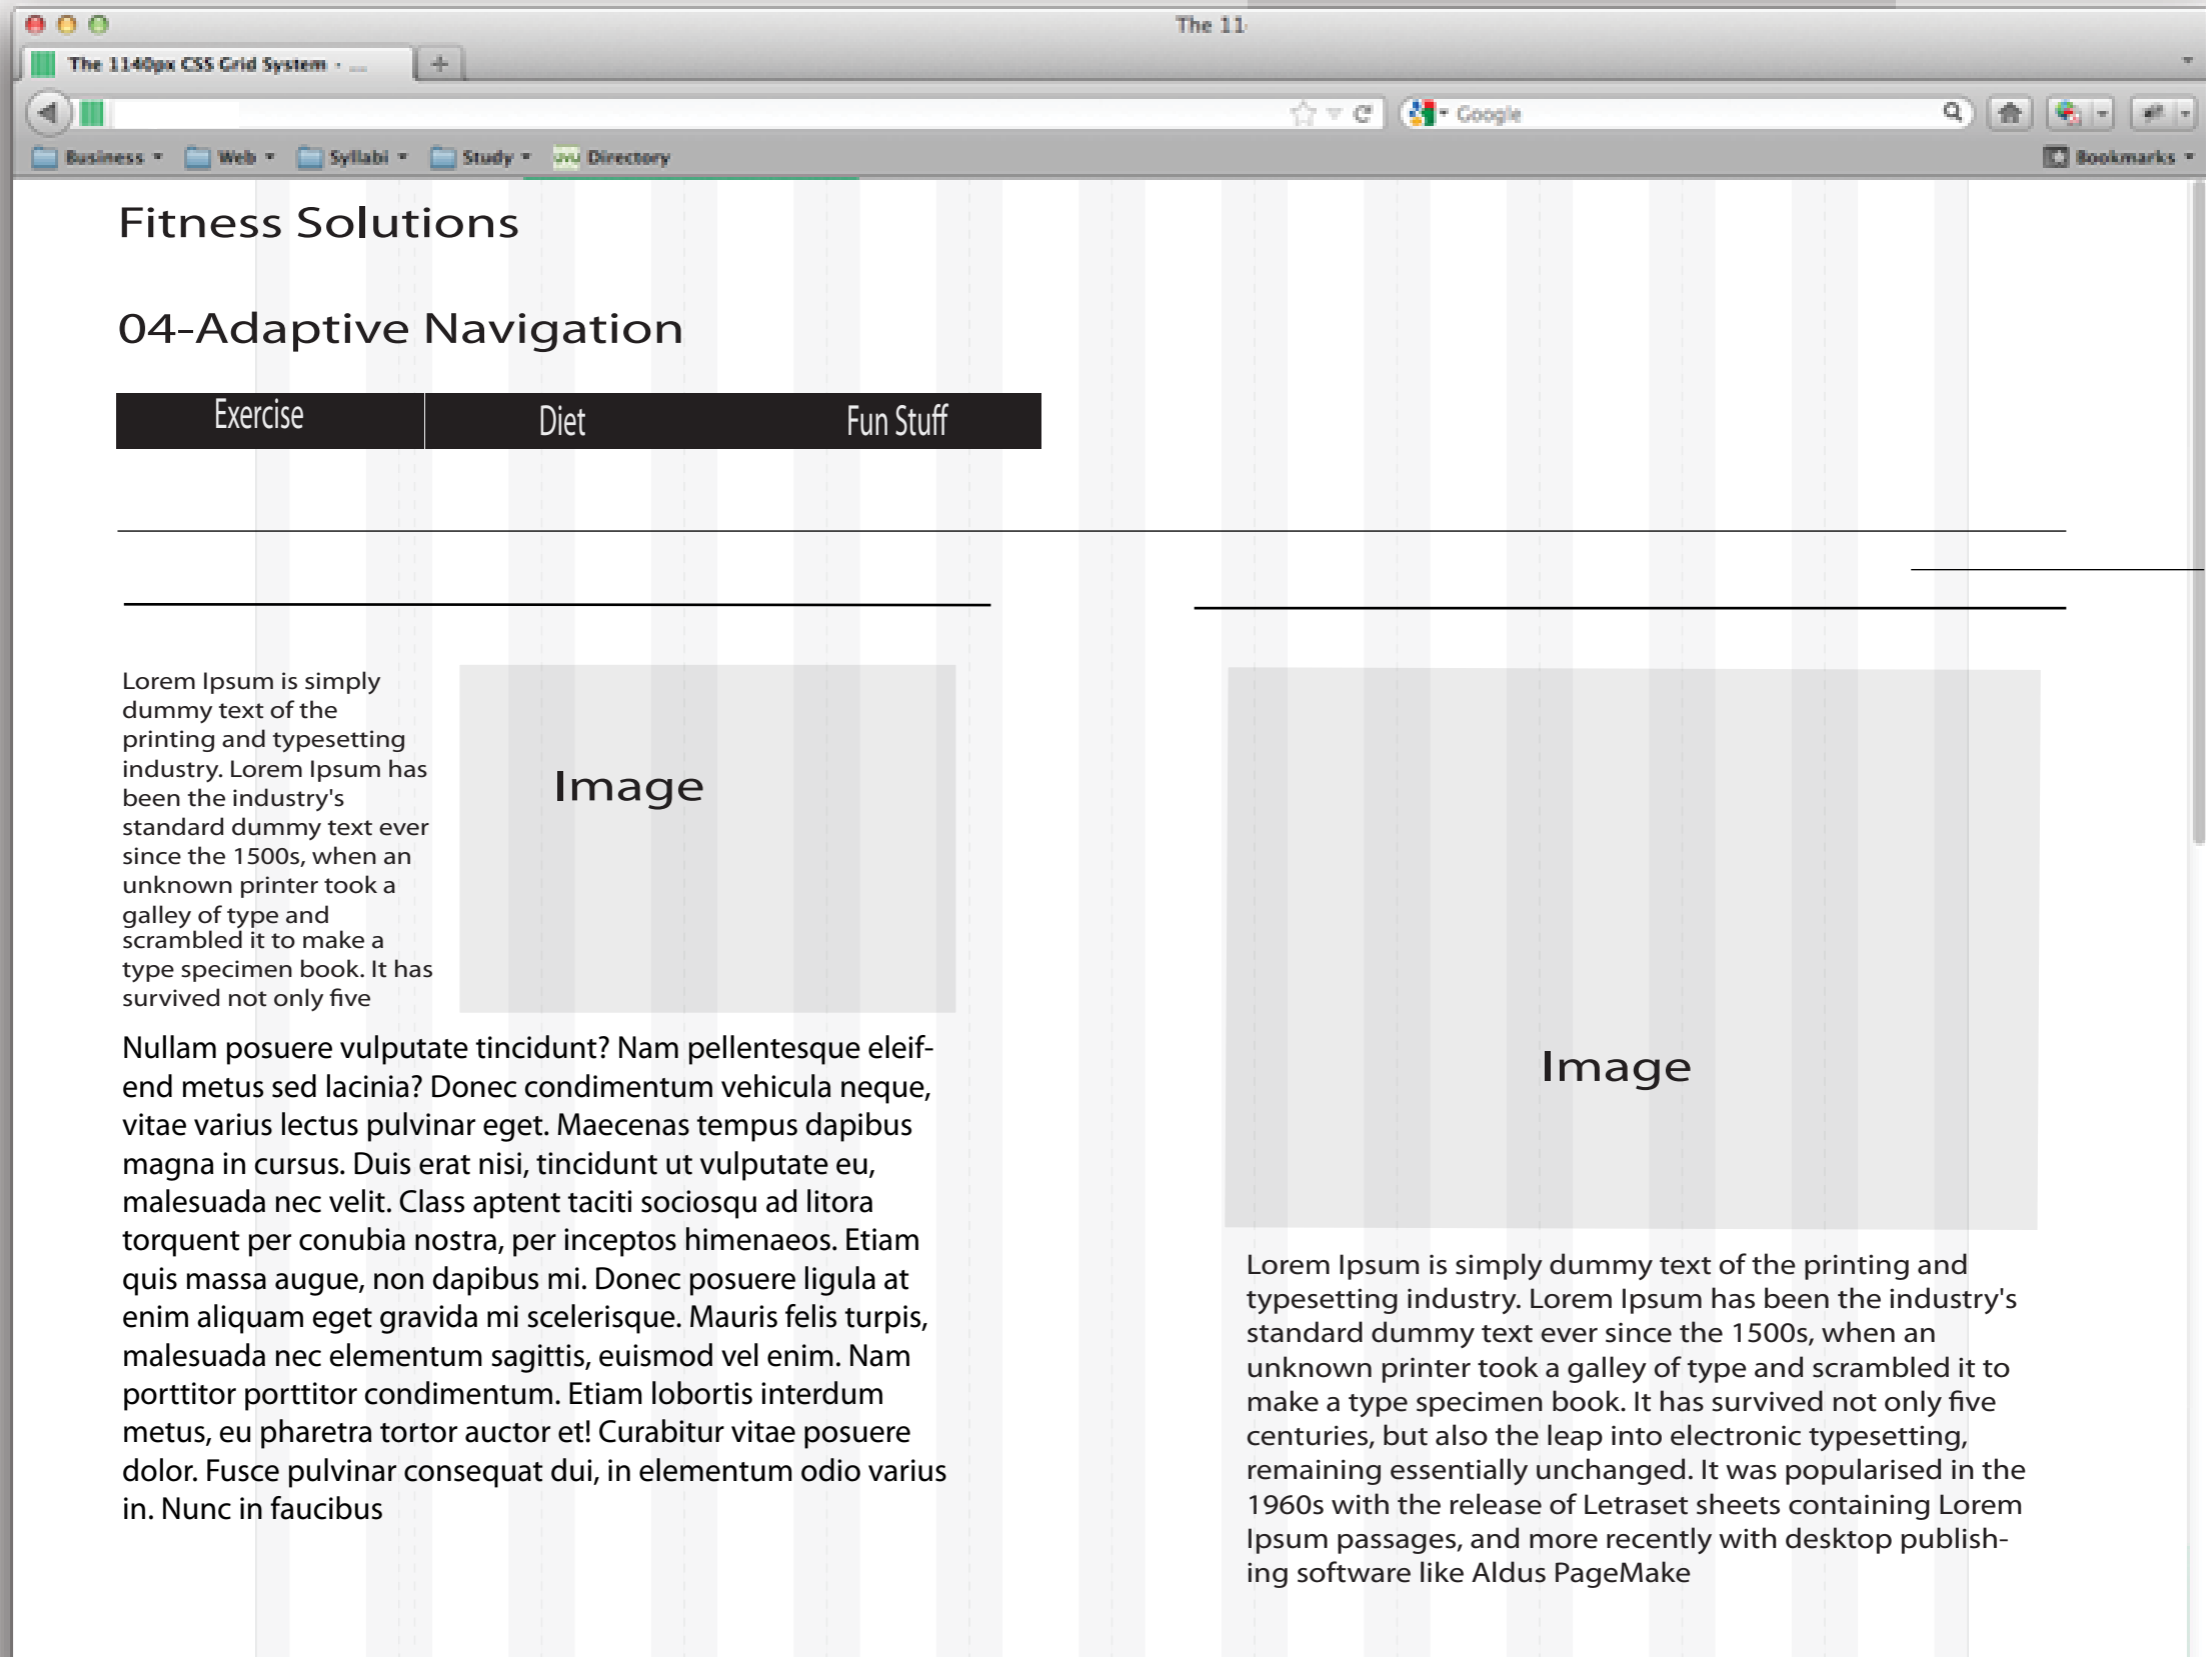 The 11
The 1140px CSS Grid System - ...
Google
Business
Web
Syllabi
Study
UVU Directory
Bookmarks
Fitness Solutions
04-Adaptive Navigation
Exercise
Diet
Fun Stuff
Lorem Ipsum is simply
dummy text of the
printing and typesetting
industry. Lorem Ipsum has
been the industry's
standard dummy text ever
since the 1500s, when an
unknown printer took a
galley of type and
scrambled it to make a
type specimen book. It has
survived not only five
Image
Nullam posuere vulputate tincidunt? Nam pellentesque eleif-
end metus sed lacinia? Donec condimentum vehicula neque,
vitae varius lectus pulvinar eget. Maecenas tempus dapibus
magna in cursus. Duis erat nisi, tincidunt ut vulputate eu,
malesuada nec velit. Class aptent taciti sociosqu ad litora
torquent per conubia nostra, per inceptos himenaeos. Etiam
quis massa augue, non dapibus mi. Donec posuere ligula at
enim aliquam eget gravida mi scelerisque. Mauris felis turpis,
malesuada nec elementum sagittis, euismod vel enim. Nam
porttitor porttitor condimentum. Etiam lobortis interdum
metus, eu pharetra tortor auctor et! Curabitur vitae posuere
dolor. Fusce pulvinar consequat dui, in elementum odio varius
in. Nunc in faucibus
Image
Lorem Ipsum is simply dummy text of the printing and
typesetting industry. Lorem Ipsum has been the industry's
standard dummy text ever since the 1500s, when an
unknown printer took a galley of type and scrambled it to
make a type specimen book. It has survived not only five
centuries, but also the leap into electronic typesetting,
remaining essentially unchanged. It was popularised in the
1960s with the release of Letraset sheets containing Lorem
Ipsum passages, and more recently with desktop publish-
ing software like Aldus PageMake